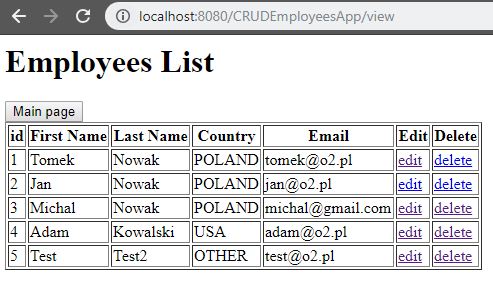 localhost:8080/CRUDEmployeesApp/view
Employees List
Main page
id First Name Last Name Country Email Edit Delete
1 Tomek Nowak POLAND tomek@o2.pl edit delete
2 Jan Nowak POLAND jan@o2.pl edit delete
3 Michal Nowak POLAND michal@gmail.com edit delete
4 Adam Kowalski USA adam@o2.pl edit delete
5 Test Test2 OTHER test@o2.pl edit delete